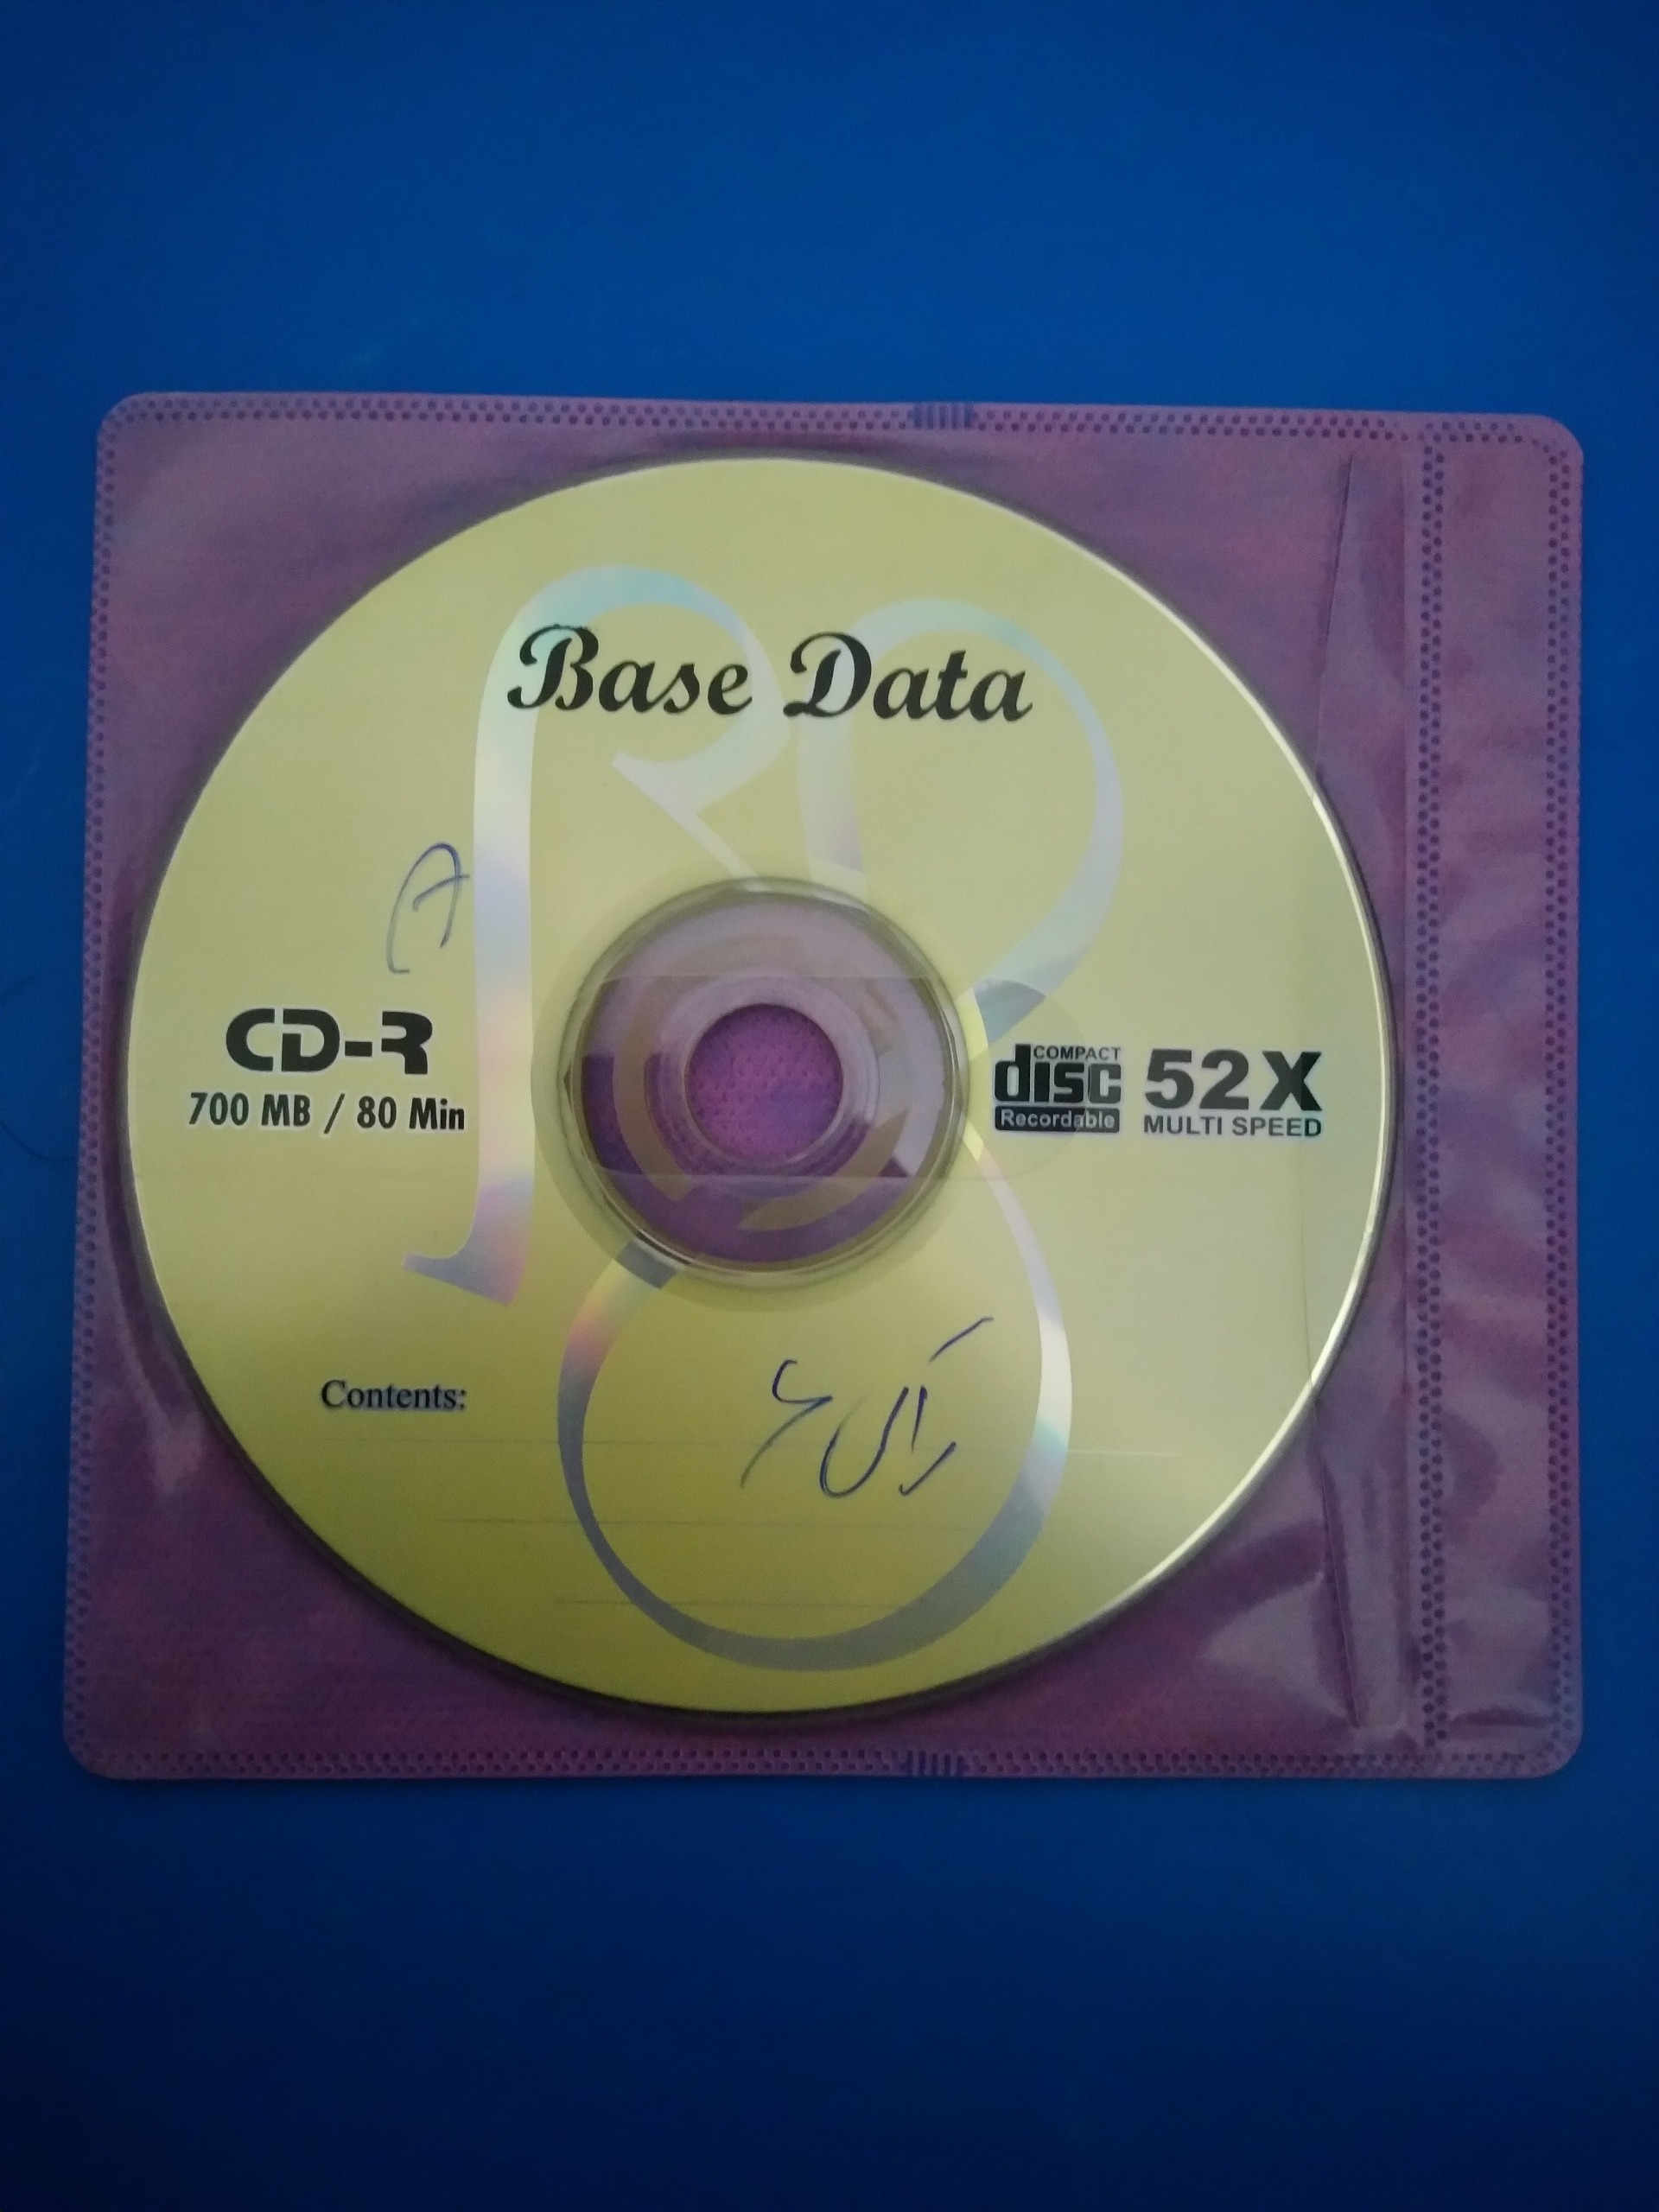 Base Data
A
CD-R
700 MB / 80 Min
COMPACT disc Recordable
52X
MULTI SPEED
Contents: